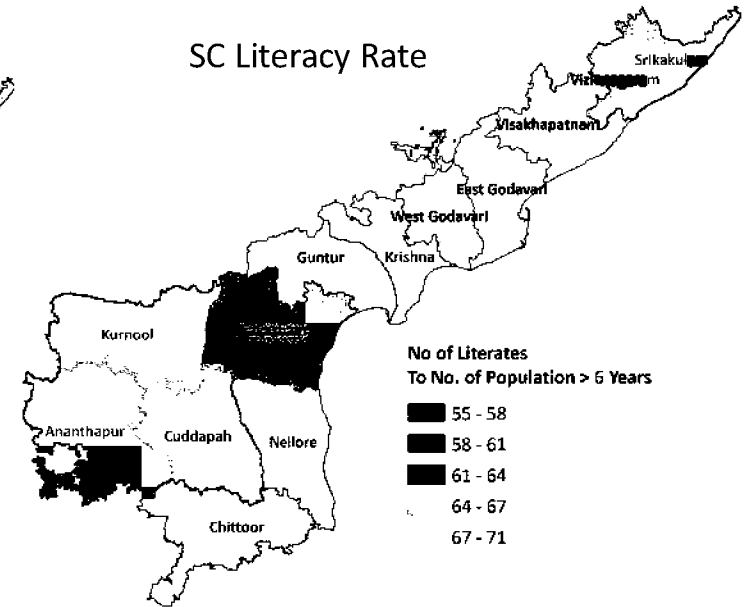 SC Literacy Rate
Srikakul
Visakhapatnam
East Godavari
West Godavari
Guntur
Krishna
Kurnool
No of Literates
To No. of Population > 6 Years
55 - 58
58 - 61
61 - 64
64 - 67
67 - 71
Ananthapur
Cuddapah
Nellore
Chittoor